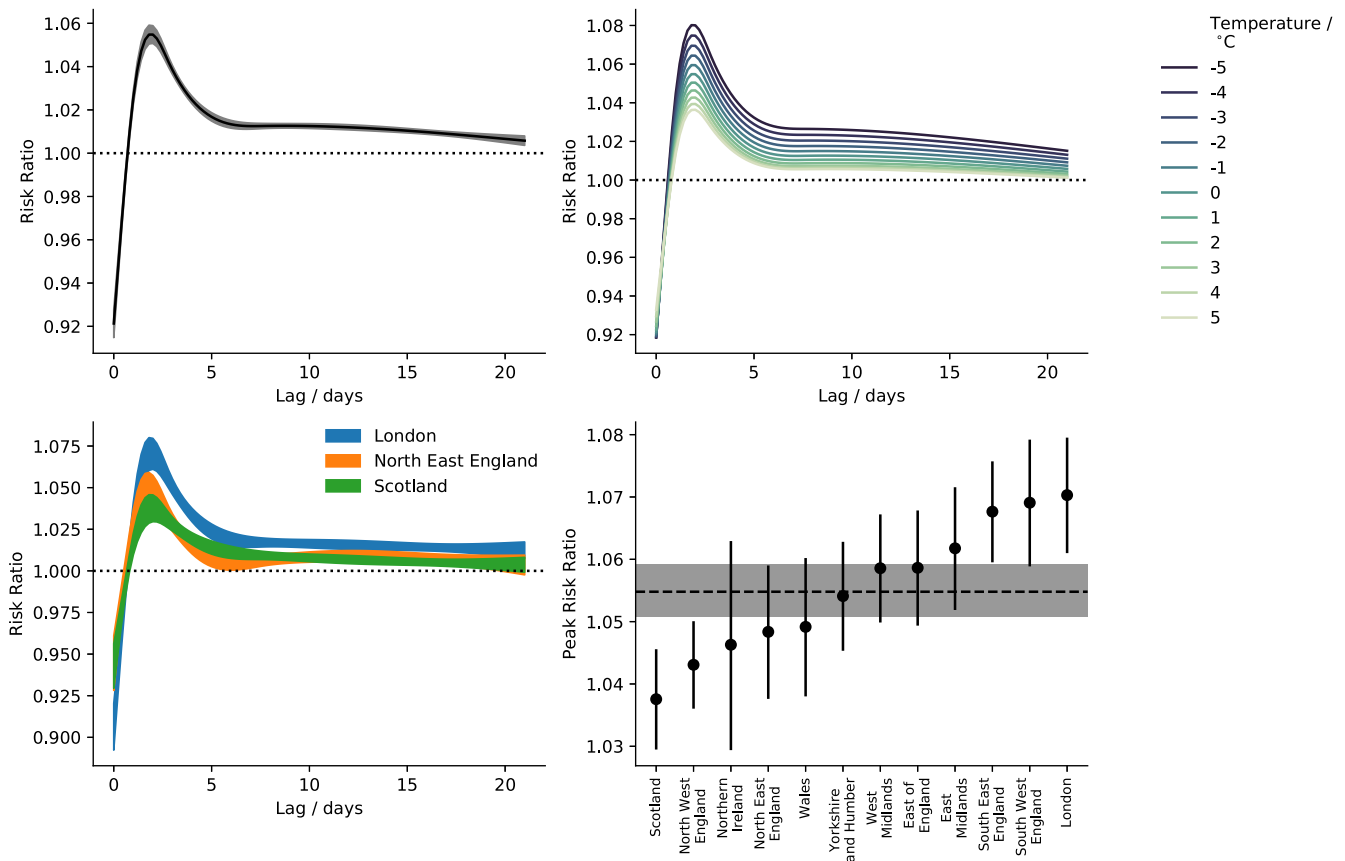 1.06
1.04
1.02
1.00
0.98
0.96
0.94
0.92
Risk Ratio
0 5 10 15 20
Lag / days
1.08
1.06
1.04
1.02
1.00
0.98
0.96
0.94
0.92
Risk Ratio
0 5 10 15 20
Lag / days
Temperature /
°C
-5
-4
-3
-2
-1
0
1
2
3
4
5
1.075
1.050
1.025
1.000
0.975
0.950
0.925
0.900
Risk Ratio
London
North East England
Scotland
0 5 10 15 20
Lag / days
1.08
1.07
1.06
1.05
1.04
1.03
Peak Risk Ratio
Scotland
North West
England
Northern
Ireland
North East
England
Wales
Yorkshire
and Humber
West
Midlands
East of
England
East
Midlands
South East
England
South West
England
London